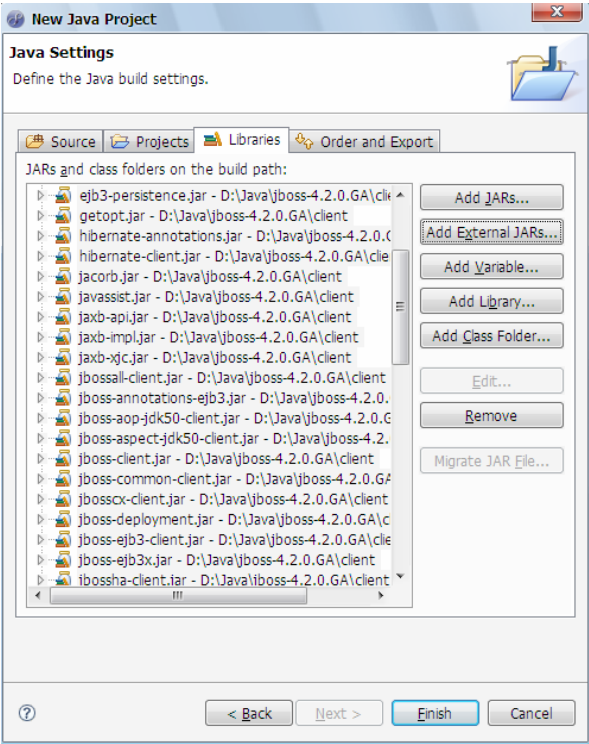 New Java Project
Java Settings
Define the Java build settings.
Source Projects Libraries Order and Export
JARs and class folders on the build path:
ejb3-persistence.jar - D:\Java\jboss-4.2.0.GA\clie
getopt.jar - D:\Java\jboss-4.2.0.GA\client
hibernate-annotations.jar - D:\Java\jboss-4.2.0.(
hibernate-client.jar - D:\Java\jboss-4.2.0.GA\clie
jacorb.jar - D:\Java\jboss-4.2.0.GA\client
javassist.jar - D:\Java\jboss-4.2.0.GA\client
jaxb-api.jar - D:\Java\jboss-4.2.0.GA\client
jaxb-impl.jar - D:\Java\jboss-4.2.0.GA\client
jaxb-xjc.jar - D:\Java\jboss-4.2.0.GA\client
jbossall-client.jar - D:\Java\jboss-4.2.0.GA\client
jboss-annotations-ejb3.jar - D:\Java\jboss-4.2.0.
jboss-aop-jdk50-client.jar - D:\Java\jboss-4.2.0.G
jboss-aspect-jdk50-client.jar - D:\Java\jboss-4.2.
jboss-client.jar - D:\Java\jboss-4.2.0.GA\client
jboss-common-client.jar - D:\Java\jboss-4.2.0.GA
jbosscx-client.jar - D:\Java\jboss-4.2.0.GA\client
jboss-deployment.jar - D:\Java\jboss-4.2.0.GA\c
jboss-ejb3-client.jar - D:\Java\jboss-4.2.0.GA\clie
jboss-ejb3x.jar - D:\Java\jboss-4.2.0.GA\client
jbossha-client.jar - D:\Java\jboss-4.2.0.GA\client
Add JARs...
Add External JARs...
Add Variable...
Add Library...
Add Class Folder...
Edit...
Remove
Migrate JAR File...
< Back Next > Finish Cancel